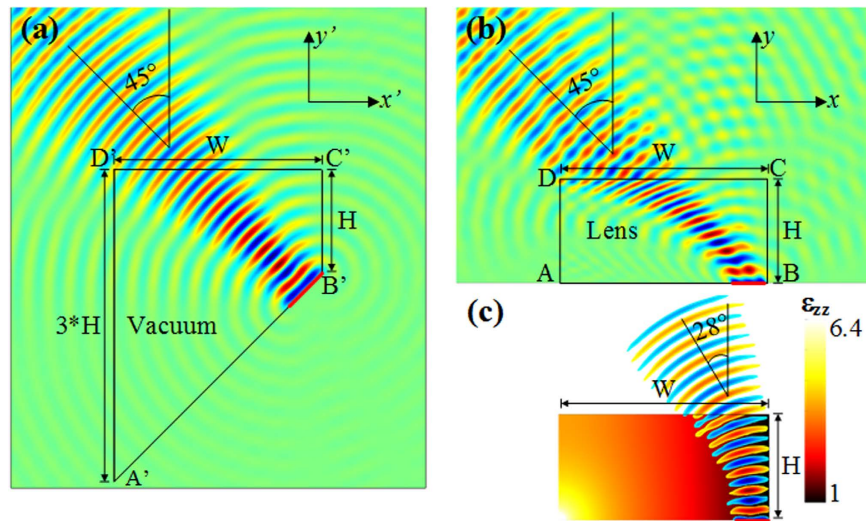 (a)
45°
y'
x'
W
D'
C'
H
B'
3*H
Vacuum
A'
(b)
45°
y
x
W
D
C
Lens
H
A
B
(c)
28°
W
H
εzz
6.4
1